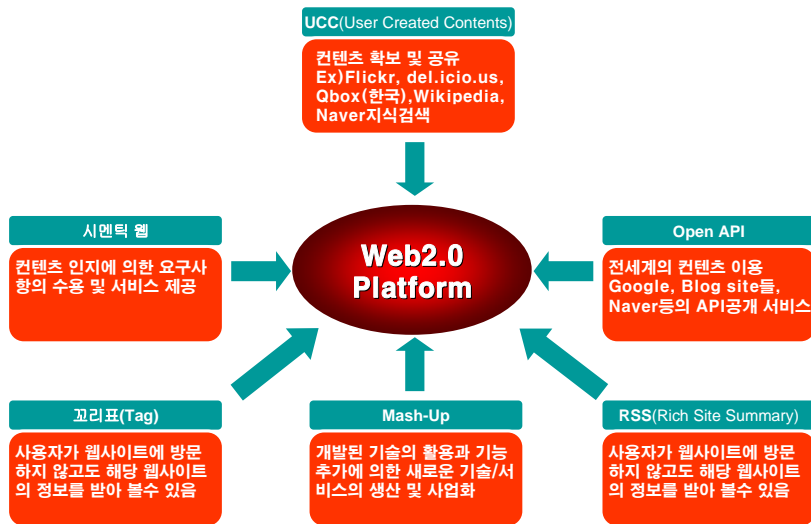 UCC(User Created Contents)
컨텐츠 확보 및 공유
Ex)Flickr, del.icio.us,
Qbox(한국),Wikipedia,
Naver지식검색
시멘틱 웹
컨텐츠 인지에 의한 요구사
항의 수용 및 서비스 제공
Web2.0
Platform
Open API
전세계의 컨텐츠 이용
Google, Blog site들,
Naver등의 API공개 서비스
꼬리표(Tag)
사용자가 웹사이트에 방문
하지 않고도 해당 웹사이트
의 정보를 받아 볼수 있음
Mash-Up
개발된 기술의 활용과 기능
추가에 의한 새로운 기술/서
비스의 생산 및 사업화
RSS(Rich Site Summary)
사용자가 웹사이트에 방문
하지 않고도 해당 웹사이트
의 정보를 받아 볼수 있음